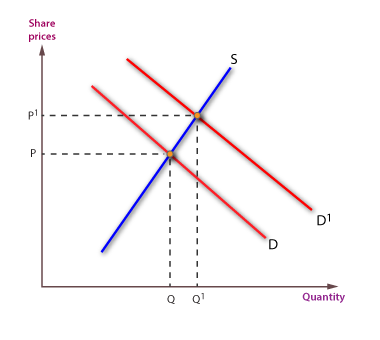 Share
prices
S
P¹
P
D¹
D
Q
Q¹
Quantity